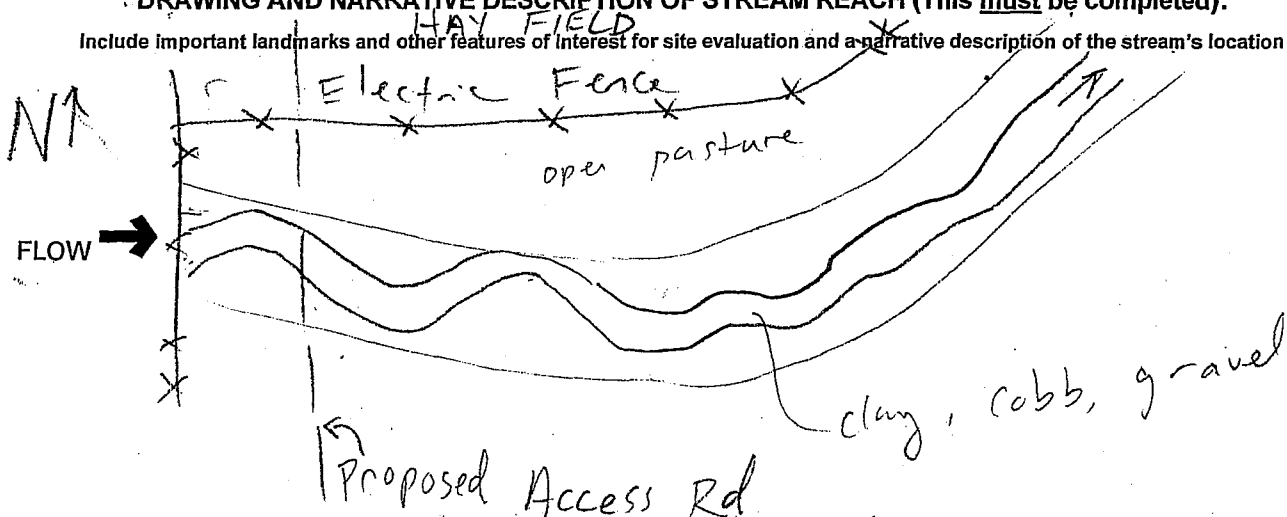 DRAWING AND NARRATIVE DESCRIPTION OF STREAM REACH (This must be completed):
HAY FIELD
Include important landmarks and other features of interest for site evaluation and a narrative description of the stream's location
N
Electric Fence
open pasture
FLOW
clay, cobb, gravel
Proposed Access Rd